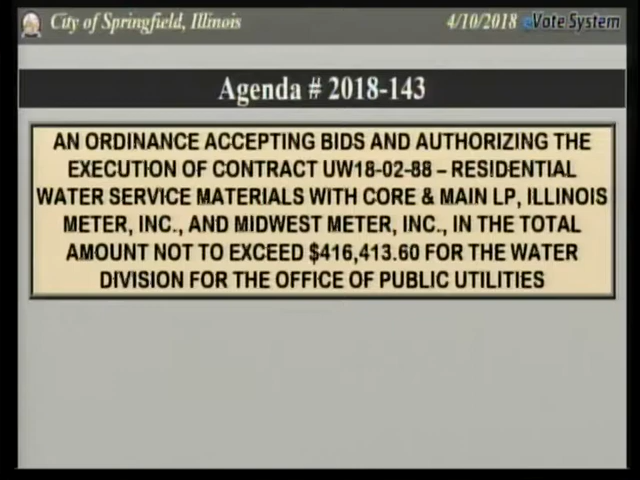 City of Springfield, Illinois
4/10/2018 eVote System
Agenda # 2018-143
AN ORDINANCE ACCEPTING BIDS AND AUTHORIZING THE
EXECUTION OF CONTRACT UW18-02-88 – RESIDENTIAL
WATER SERVICE MATERIALS WITH CORE & MAIN LP, ILLINOIS
METER, INC., AND MIDWEST METER, INC., IN THE TOTAL
AMOUNT NOT TO EXCEED $416,413.60 FOR THE WATER
DIVISION FOR THE OFFICE OF PUBLIC UTILITIES